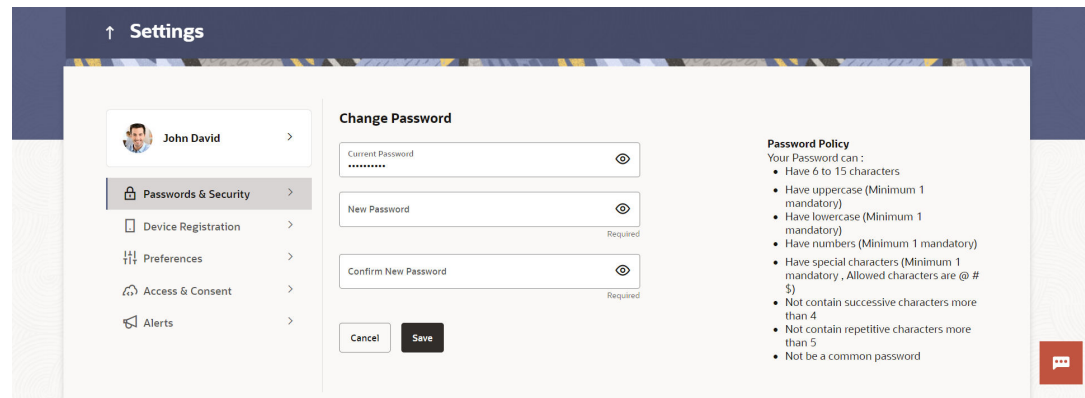 ↑ Settings
John David
Passwords & Security
Device Registration
Preferences
Access & Consent
Alerts
Change Password
Current Password
••••••••••
New Password
Required
Confirm New Password
Required
Cancel Save
Password Policy
Your Password can :
• Have 6 to 15 characters
• Have uppercase (Minimum 1
mandatory)
• Have lowercase (Minimum 1
mandatory)
• Have numbers (Minimum 1 mandatory)
• Have special characters (Minimum 1
mandatory , Allowed characters are @ #
$)
• Not contain successive characters more
than 4
• Not contain repetitive characters more
than 5
• Not be a common password